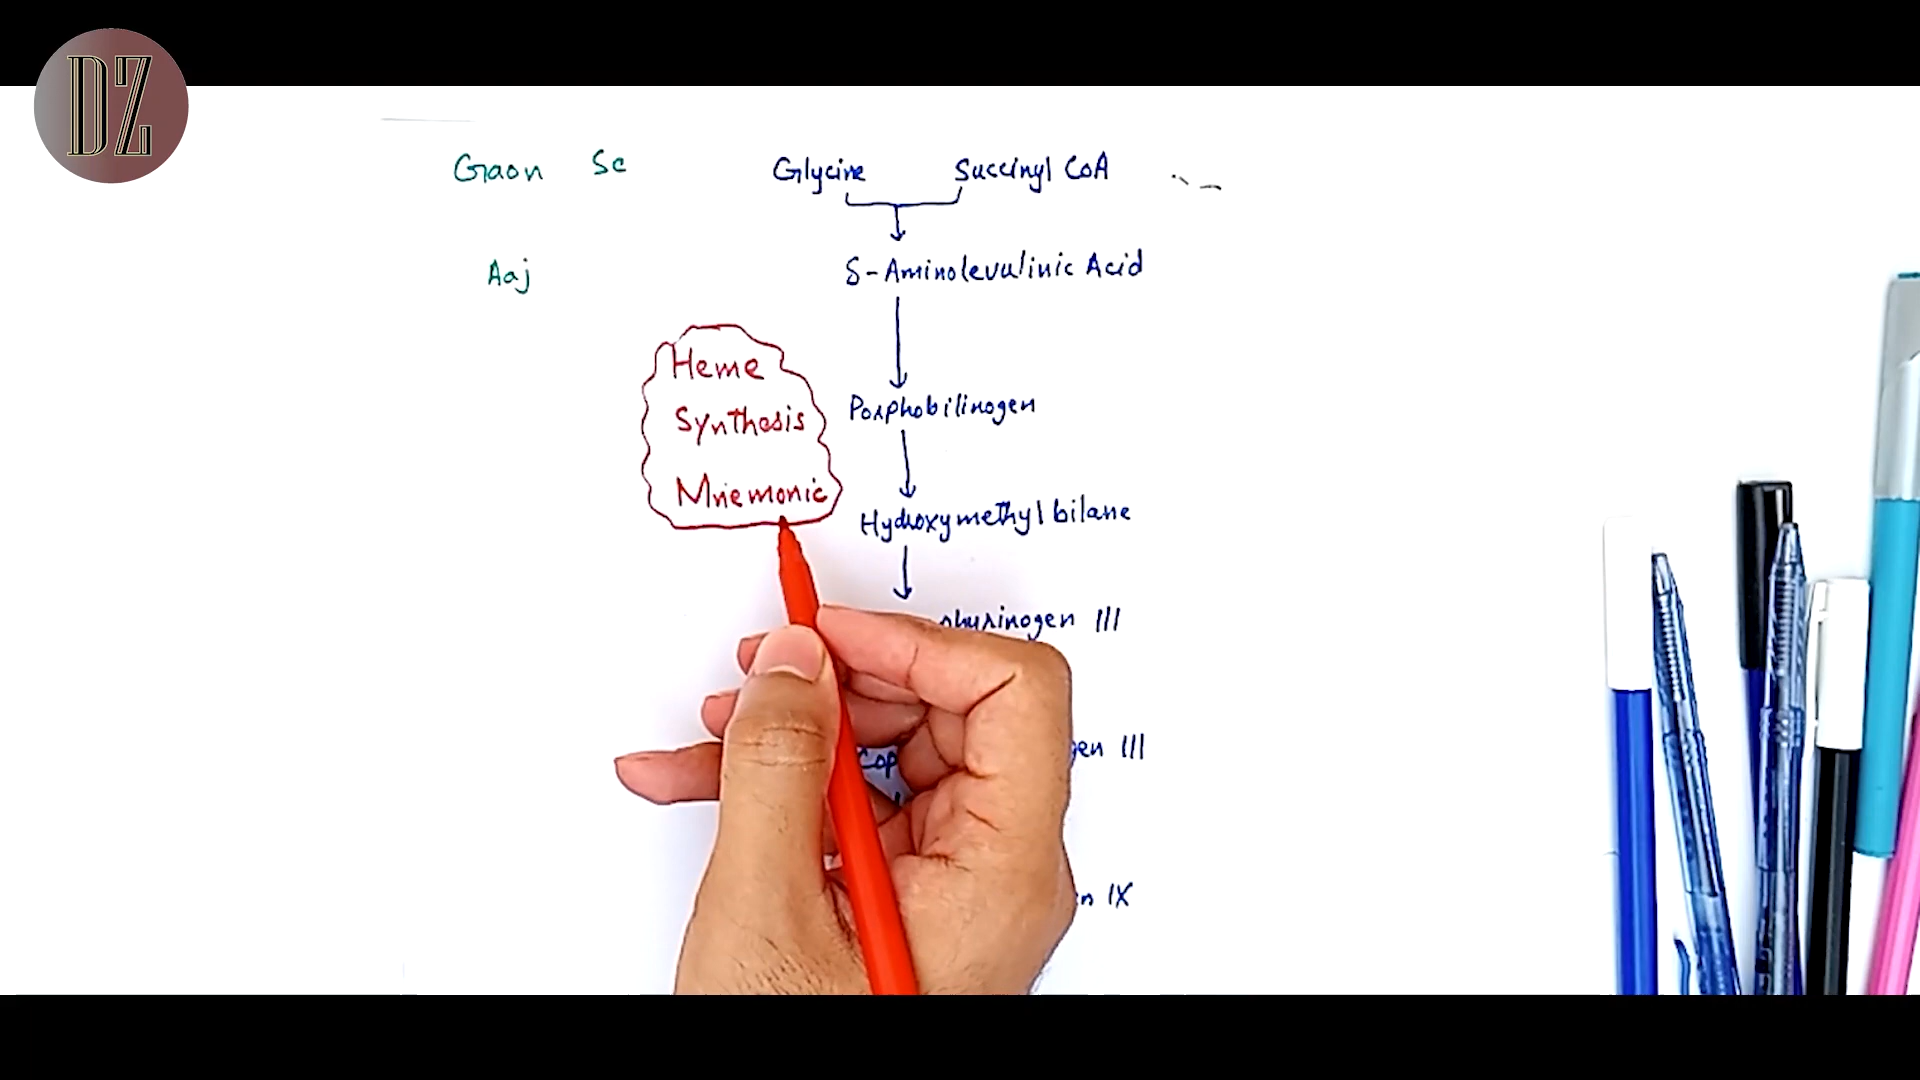 DZ
Gaon Se Glycine Succinyl CoA
Aaj δ-Aminolevulinic Acid
Heme
Synthesis
Mnemonic
Porphobilinogen
Hydroxymethylbilane
III
III
IX